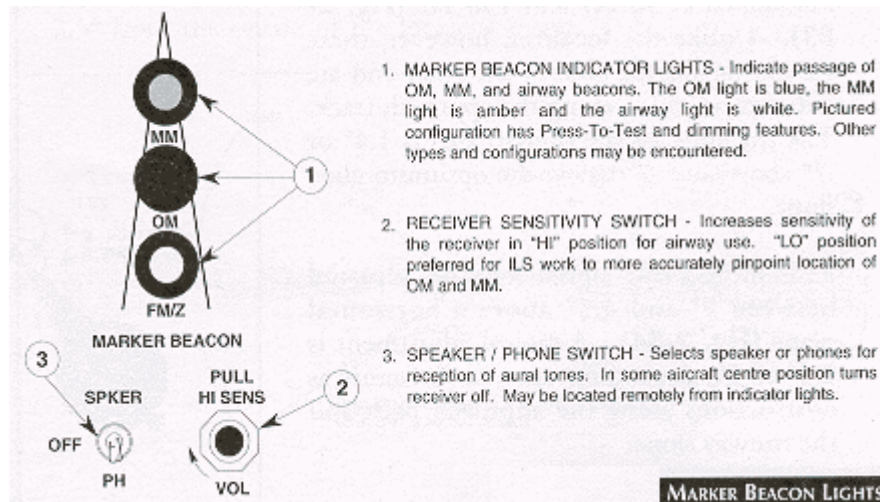 MM
OM
FM/Z
MARKER BEACON
1
2
3
SPKER
OFF
PH
PULL
HI SENS
VOL
1. MARKER BEACON INDICATOR LIGHTS - Indicate passage of
OM, MM, and airway beacons. The OM light is blue, the MM
light is amber and the airway light is white. Pictured
configuration has Press-To-Test and dimming features. Other
types and configurations may be encountered.
2. RECEIVER SENSITIVITY SWITCH - Increases sensitivity of
the receiver in "HI" position for airway use. "LO" position
preferred for ILS work to more accurately pinpoint location of
OM and MM.
3. SPEAKER / PHONE SWITCH - Selects speaker or phones for
reception of aural tones. In some aircraft centre position turns
receiver off. May be located remotely from indicator lights.
MARKER BEACON LIGHTS